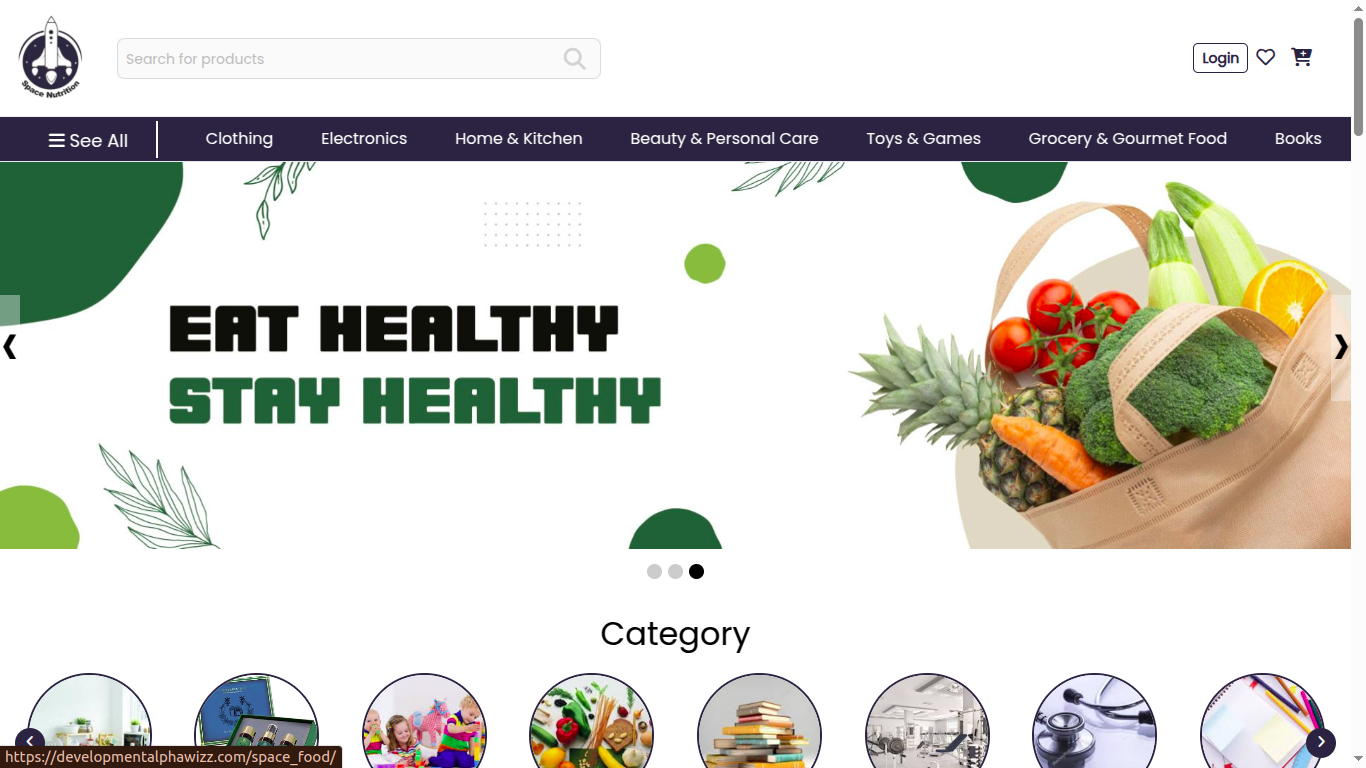 Space Nutrition
Search for products
Login
See All
Clothing
Electronics
Home & Kitchen
Beauty & Personal Care
Toys & Games
Grocery & Gourmet Food
Books
EAT HEALTHY
STAY HEALTHY
Category
https://developmentalphawizz.com/space_food/